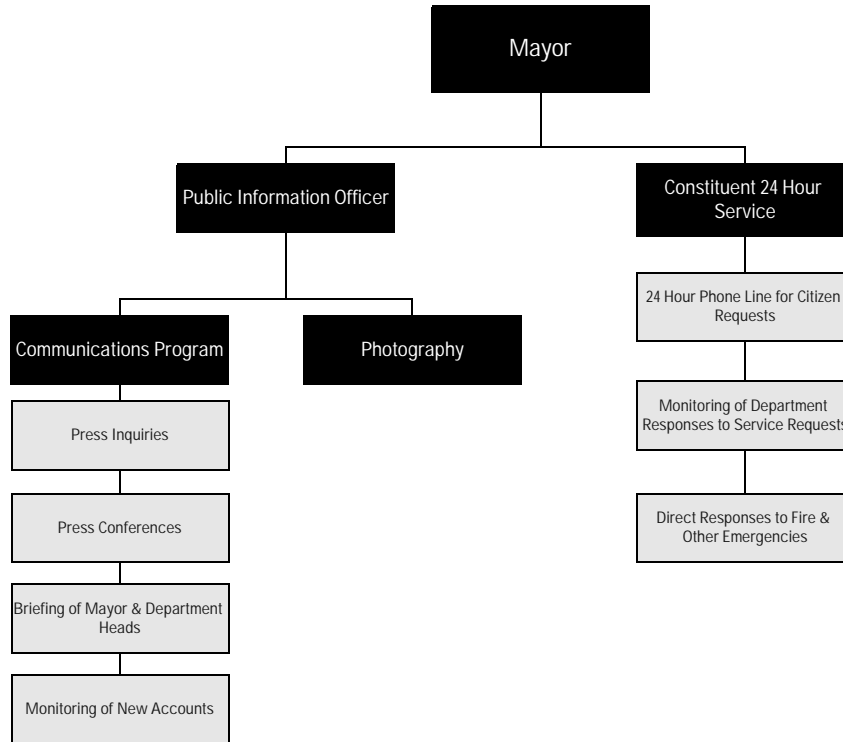 Mayor
Public Information Officer
Constituent 24 Hour
Service
24 Hour Phone Line for Citizen
Requests
Communications Program
Photography
Monitoring of Department
Responses to Service Requests
Press Inquiries
Press Conferences
Direct Responses to Fire &
Other Emergencies
Briefing of Mayor & Department
Heads
Monitoring of New Accounts